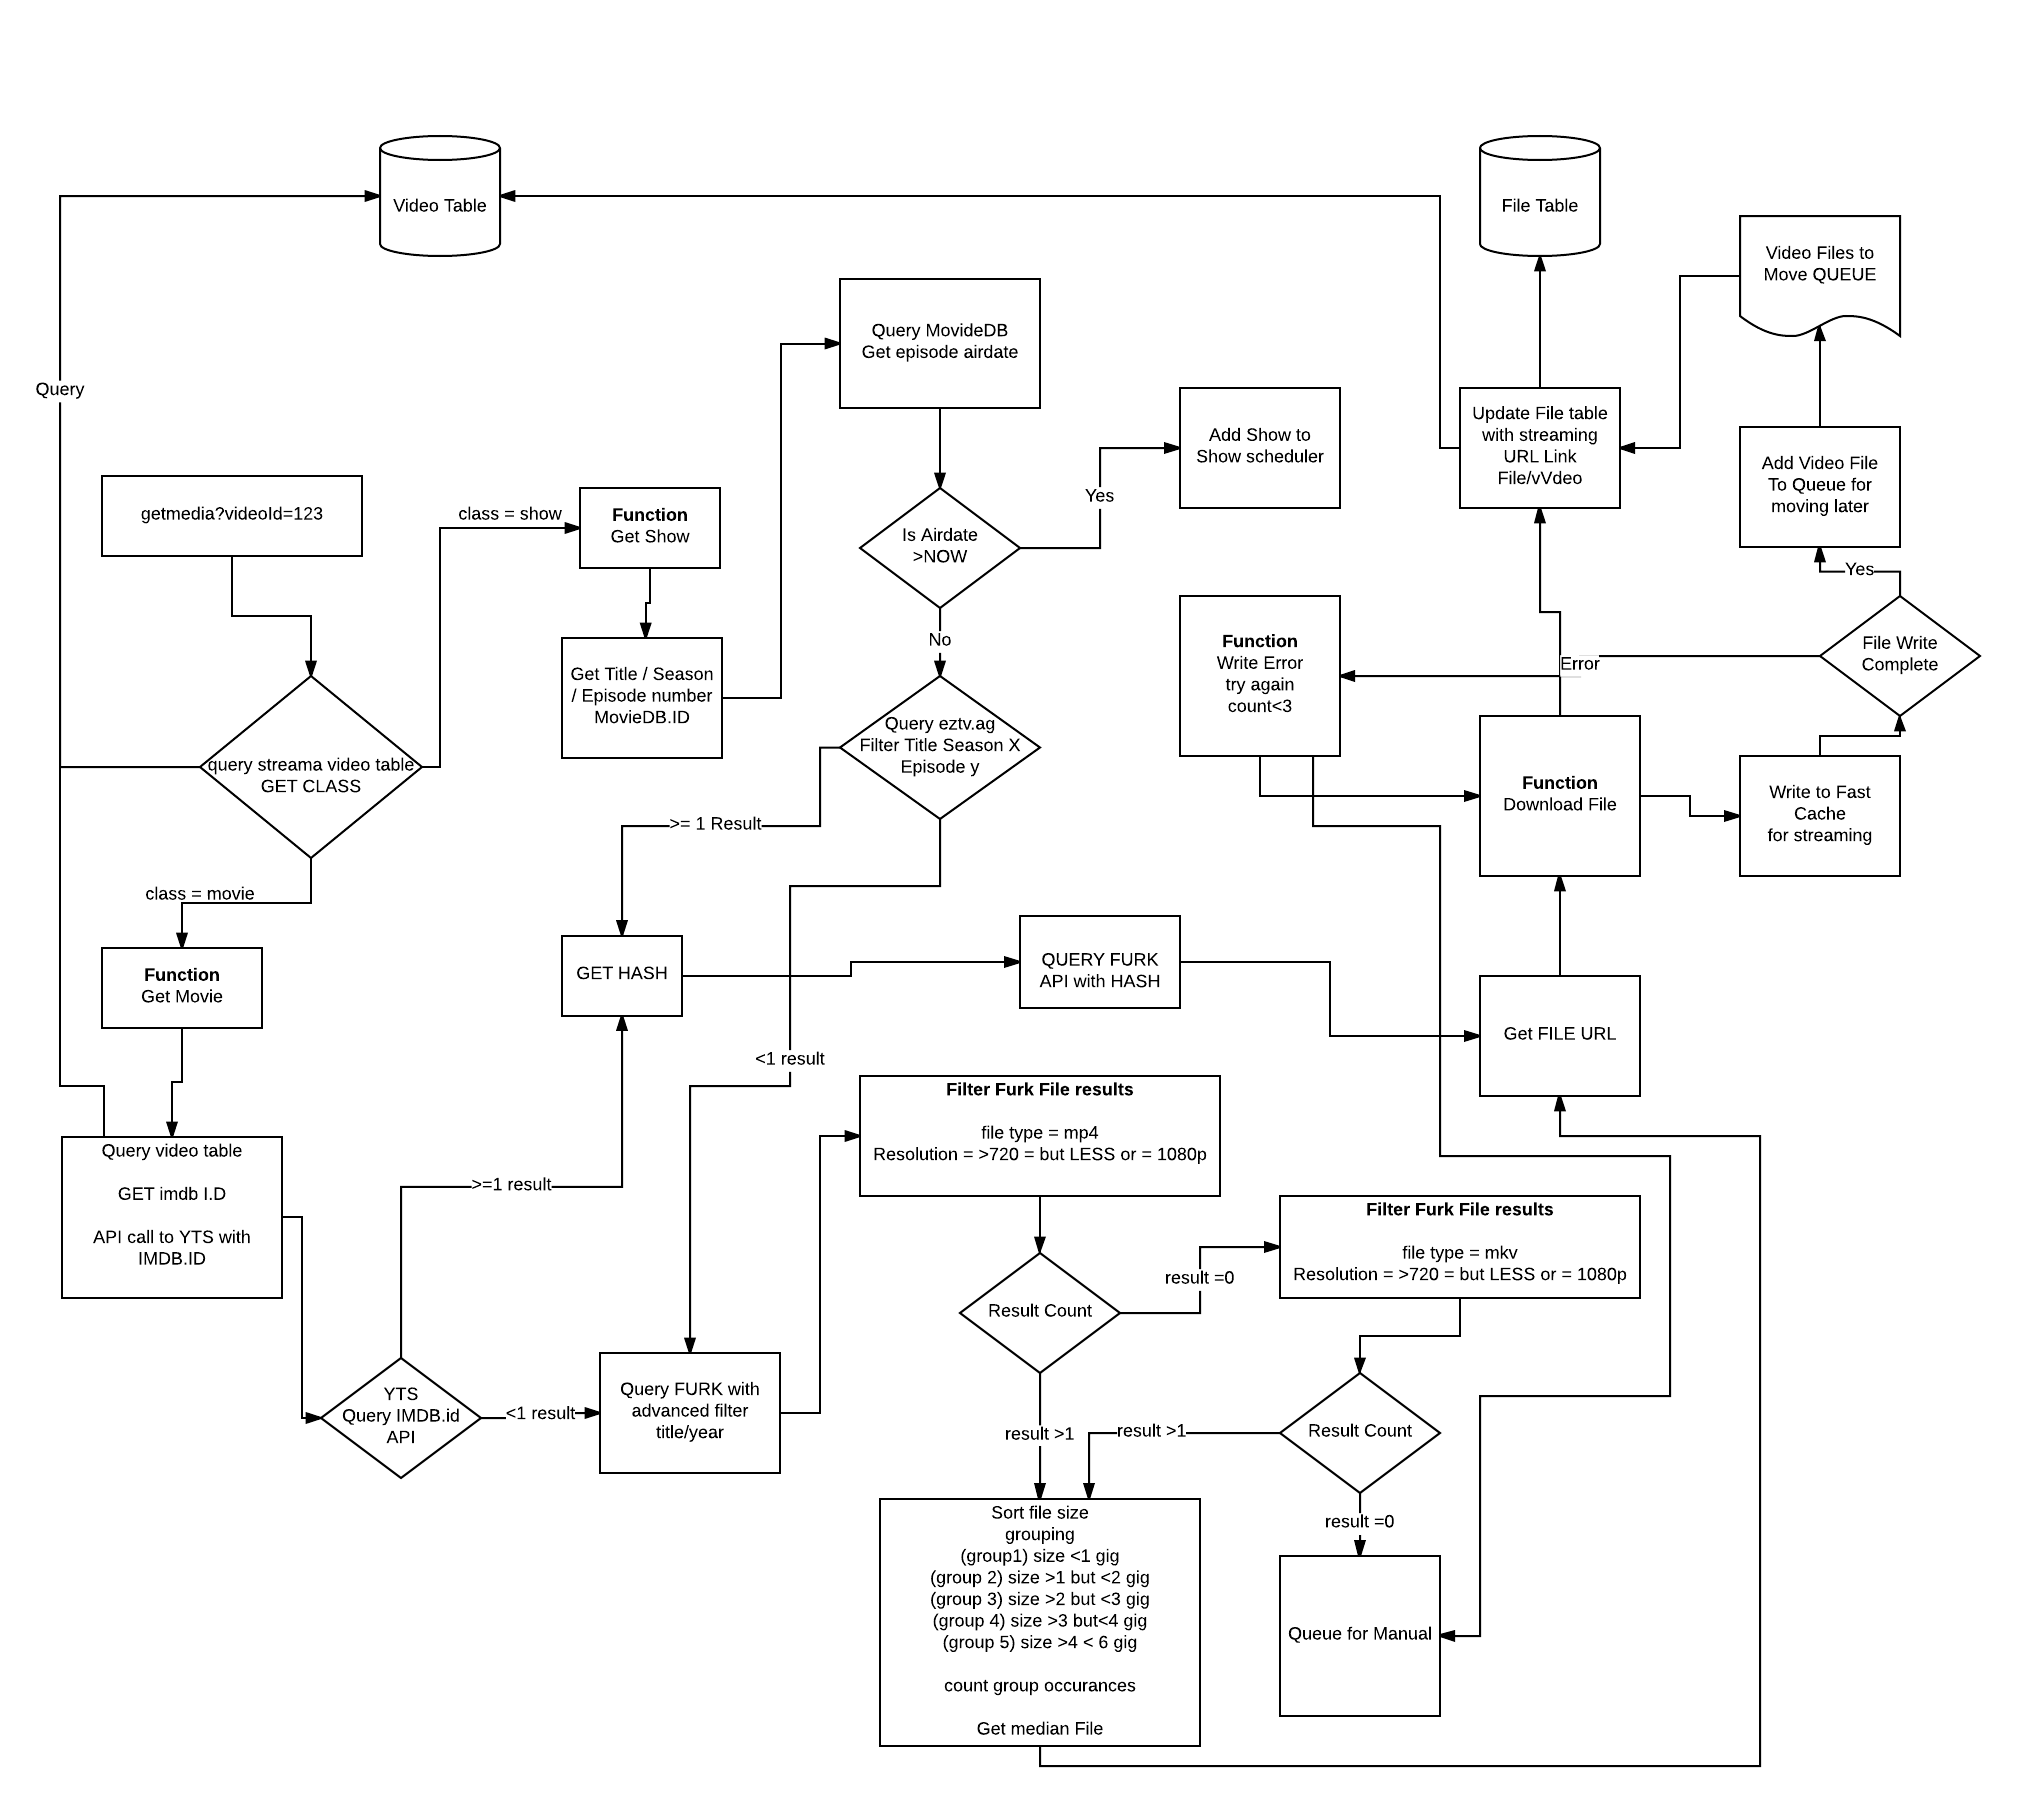 Video Table
File Table
Video Files to
Move QUEUE
Query MovideDB
Get episode airdate
Query
Add Show to
Show scheduler
Update File table
with streaming
URL Link
File/vVdeo
Add Video File
To Queue for
moving later
getmedia?videoId=123
class = show
Function
Get Show
Yes
Is Airdate
>NOW
Yes
No
Function
Write Error
try again
count<3
Error
File Write
Complete
Get Title / Season
/ Episode number
MovieDB.ID
Query eztv.ag
Filter Title Season X
Episode y
query streama video table
GET CLASS
Function
Download File
Write to Fast
Cache
for streaming
>= 1 Result
class = movie
Function
Get Movie
GET HASH
QUERY FURK
API with HASH
Get FILE URL
<1 result
Filter Furk File results
file type = mp4
Resolution = >720 = but LESS or = 1080p
Query video table
GET imdb I.D
API call to YTS with
IMDB.ID
>=1 result
Filter Furk File results
file type = mkv
Resolution = >720 = but LESS or = 1080p
result =0
Result Count
YTS
Query IMDB.id
API
<1 result
Query FURK with
advanced filter
title/year
result >1
result >1
Result Count
result =0
Sort file size
grouping
(group1) size <1 gig
(group 2) size >1 but <2 gig
(group 3) size >2 but <3 gig
(group 4) size >3 but<4 gig
(group 5) size >4 < 6 gig
count group occurances
Get median File
Queue for Manual